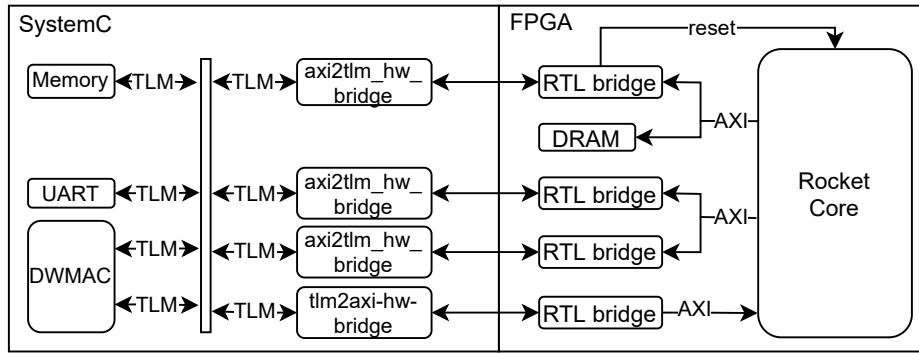 SystemC
FPGA
reset
Memory
TLM
TLM
axi2tlm_hw_
bridge
RTL bridge
AXI
DRAM
UART
TLM
TLM
axi2tlm_hw_
bridge
RTL bridge
AXI
Rocket
Core
DWMAC
TLM
TLM
axi2tlm_hw_
bridge
RTL bridge
TLM
TLM
tlm2axi-hw-
bridge
RTL bridge
AXI